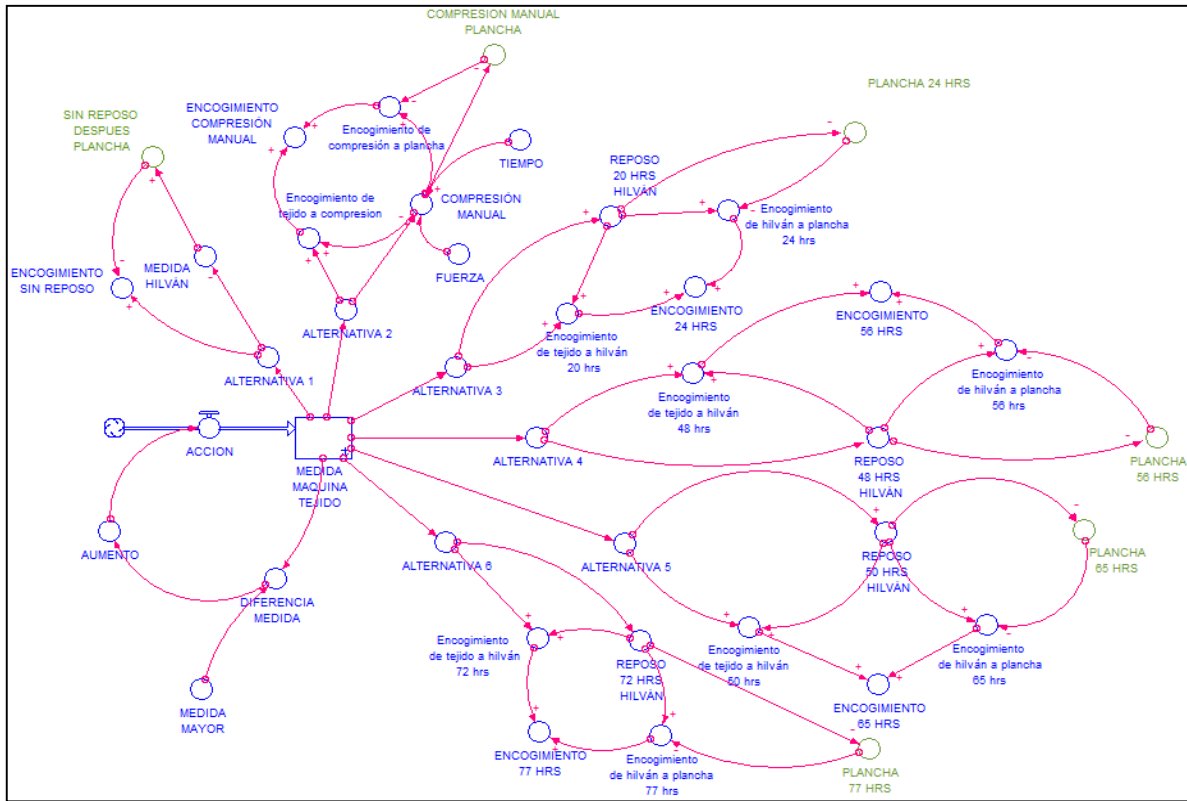 COMPRESION MANUAL
PLANCHA
PLANCHA 24 HRS
SIN REPOSO
DESPUES
PLANCHA
ENCOGIMIENTO
COMPRESIÓN
MANUAL
Encogimiento de
compresión a plancha
TIEMPO
REPOSO
20 HRS
HILVÁN
Encogimiento de
tejido a compresion
COMPRESIÓN
MANUAL
Encogimiento
de hilván a plancha
24 hrs
MEDIDA
HILVÁN
FUERZA
ENCOGIMIENTO
SIN REPOSO
ENCOGIMIENTO
24 HRS
ENCOGIMIENTO
56 HRS
ALTERNATIVA 2
Encogimiento
de tejido a hilván
20 hrs
ALTERNATIVA 1
ALTERNATIVA 3
Encogimiento
de hilván a plancha
56 hrs
Encogimiento
de tejido a hilván
48 hrs
ACCION
MEDIDA
MAQUINA
TEJIDO
ALTERNATIVA 4
REPOSO
48 HRS
HILVÁN
PLANCHA
56 HRS
AUMENTO
ALTERNATIVA 6
ALTERNATIVA 5
REPOSO
50 HRS
HILVÁN
PLANCHA
65 HRS
DIFERENCIA
MEDIDA
Encogimiento
de tejido a hilván
72 hrs
REPOSO
72 HRS
HILVÁN
Encogimiento
de tejido a hilván
50 hrs
Encogimiento
de hilván a plancha
65 hrs
MEDIDA
MAYOR
ENCOGIMIENTO
65 HRS
ENCOGIMIENTO
77 HRS
Encogimiento
de hilván a plancha
77 hrs
PLANCHA
77 HRS